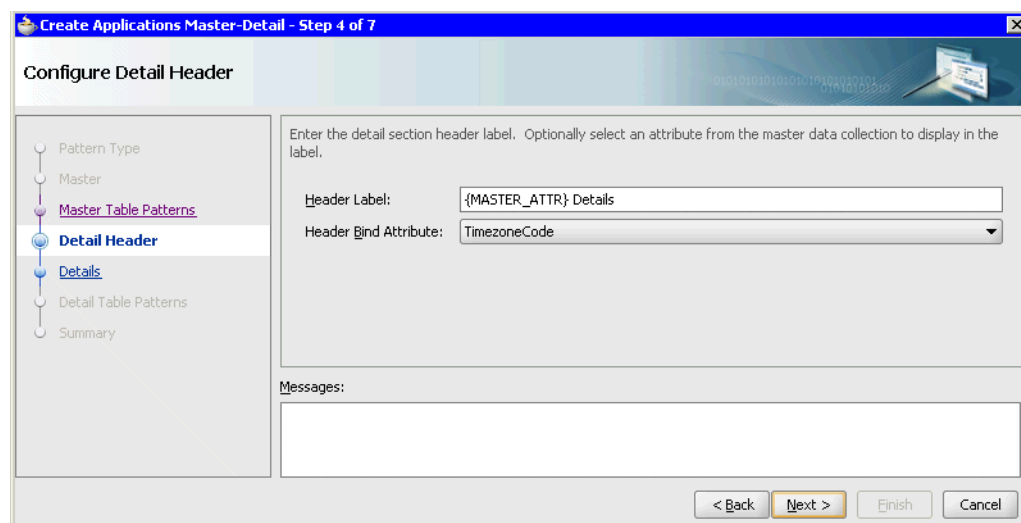 Create Applications Master-Detail - Step 4 of 7
Configure Detail Header
Pattern Type
Master
Master Table Patterns
Detail Header
Details
Detail Table Patterns
Summary
Enter the detail section header label. Optionally select an attribute from the master data collection to display in the
label.
Header Label:
{MASTER_ATTR} Details
Header Bind Attribute:
TimezoneCode
Messages:
< Back
Next >
Finish
Cancel